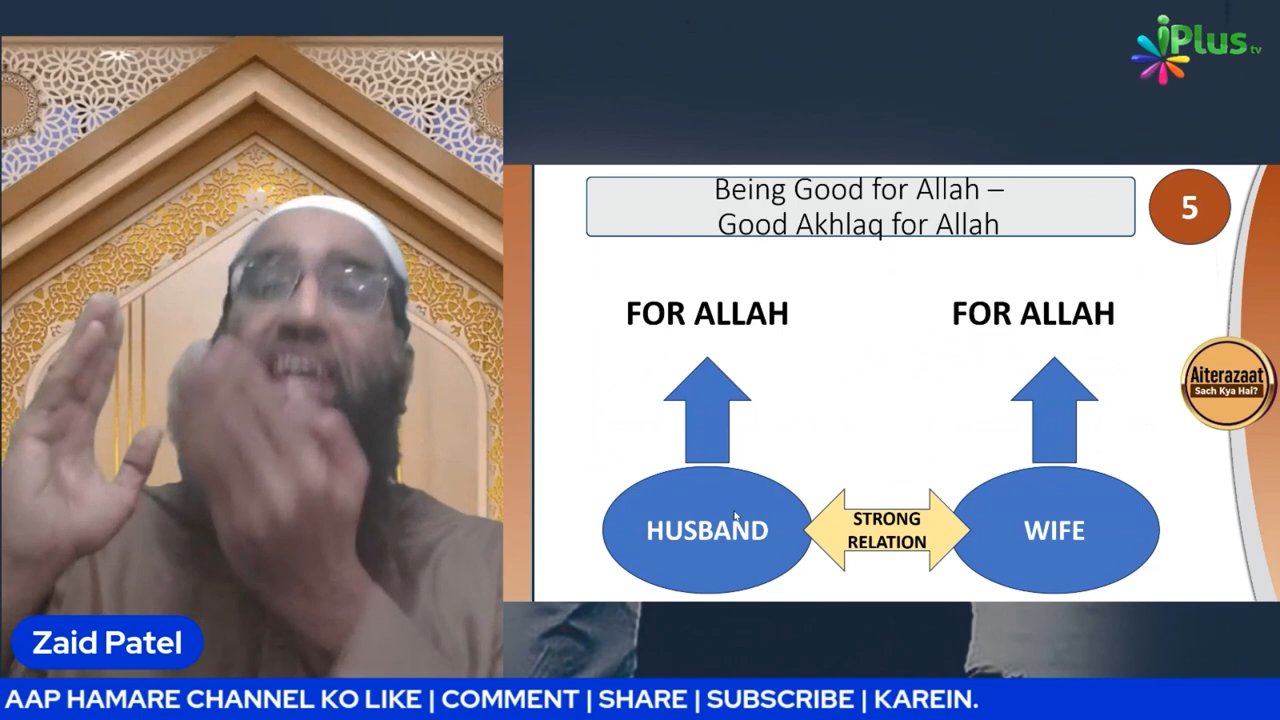 iPlus tv
Being Good for Allah –
Good Akhlaq for Allah
5
FOR ALLAH
FOR ALLAH
Aiterazaat
Sach Kya Hai?
HUSBAND
STRONG
RELATION
WIFE
Zaid Patel
AAP HAMARE CHANNEL KO LIKE | COMMENT | SHARE | SUBSCRIBE | KAREIN.